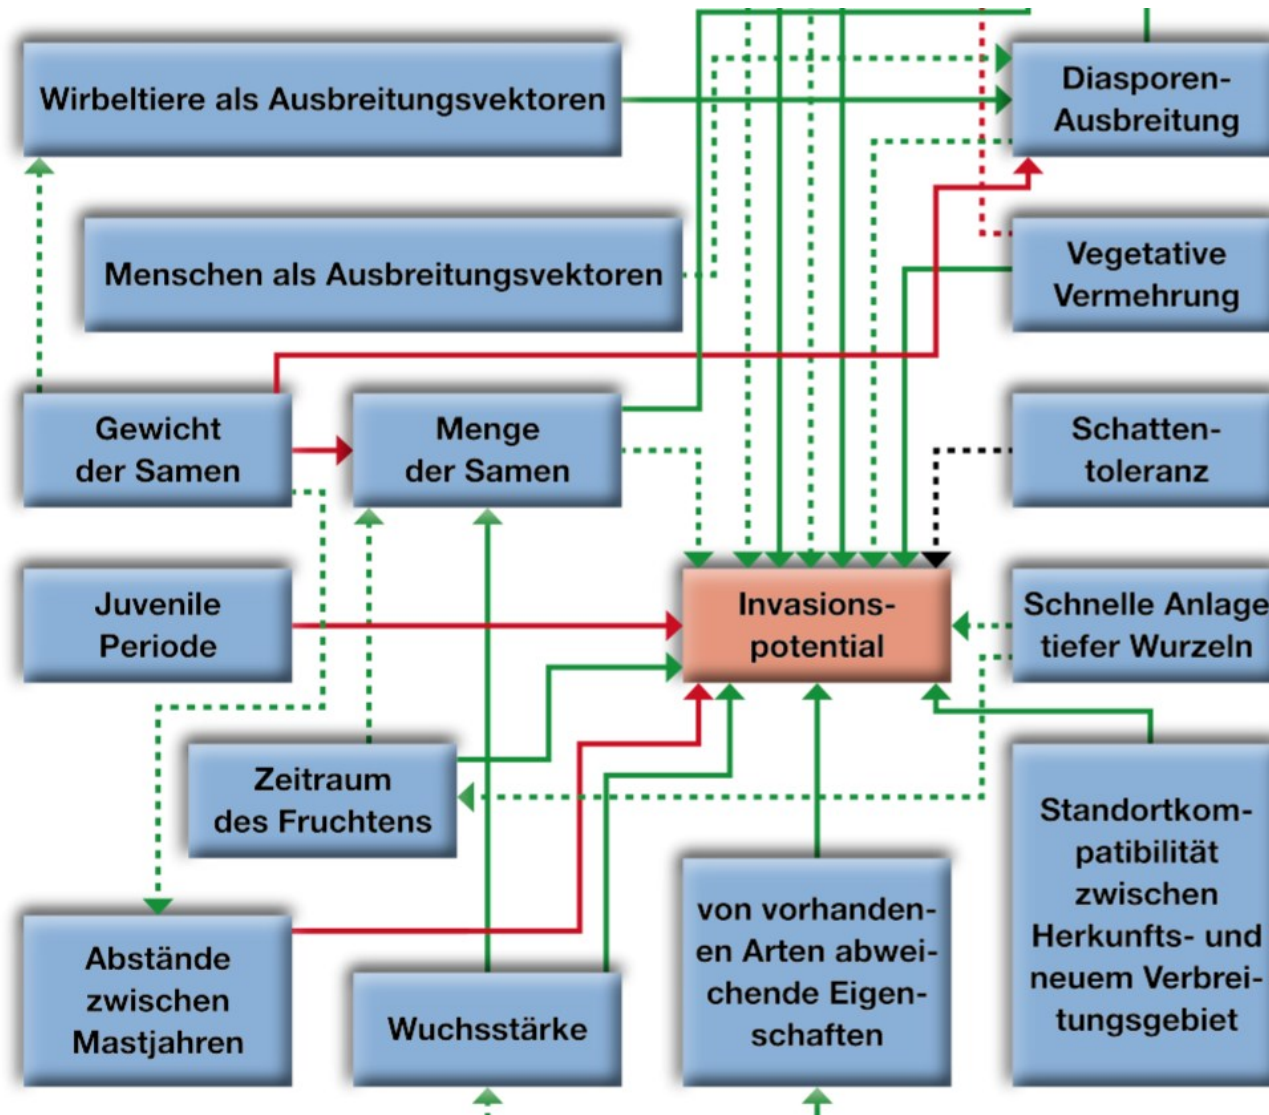 Wirbeltiere als Ausbreitungsvektoren
Diasporen-
Ausbreitung
Menschen als Ausbreitungsvektoren
Vegetative
Vermehrung
Gewicht
der Samen
Menge
der Samen
Schatten-
toleranz
Juvenile
Periode
Invasions-
potential
Schnelle Anlage
tiefer Wurzeln
Zeitraum
des Fruchtens
Abstände
zwischen
Mastjahren
Wuchsstärke
von vorhanden-
en Arten abwei-
chende Eigen-
schaften
Standortkom-
patibilität
zwischen
Herkunfts- und
neuem Verbrei-
tungsgebiet